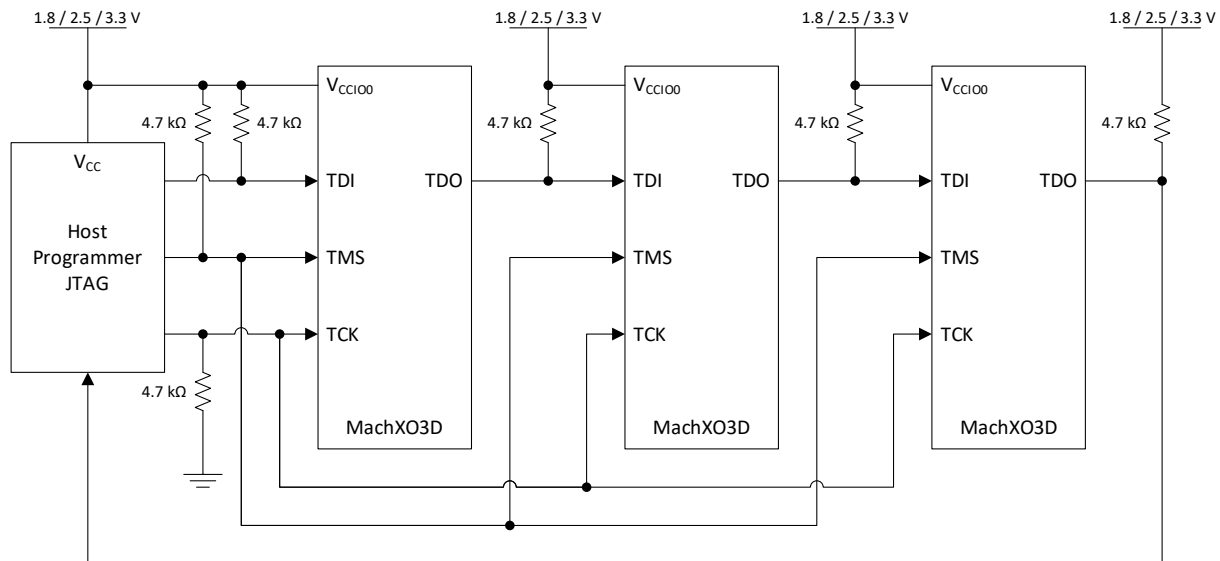 1.8 / 2.5 / 3.3 V
1.8 / 2.5 / 3.3 V
1.8 / 2.5 / 3.3 V
1.8 / 2.5 / 3.3 V
VCCIO0
VCCIO0
VCCIO0
4.7 kΩ
4.7 kΩ
4.7 kΩ
4.7 kΩ
4.7 kΩ
VCC
TDI
TDO
TDI
TDO
TDI
TDO
Host
Programmer
JTAG
TMS
TMS
TMS
TCK
TCK
TCK
4.7 kΩ
MachXO3D
MachXO3D
MachXO3D